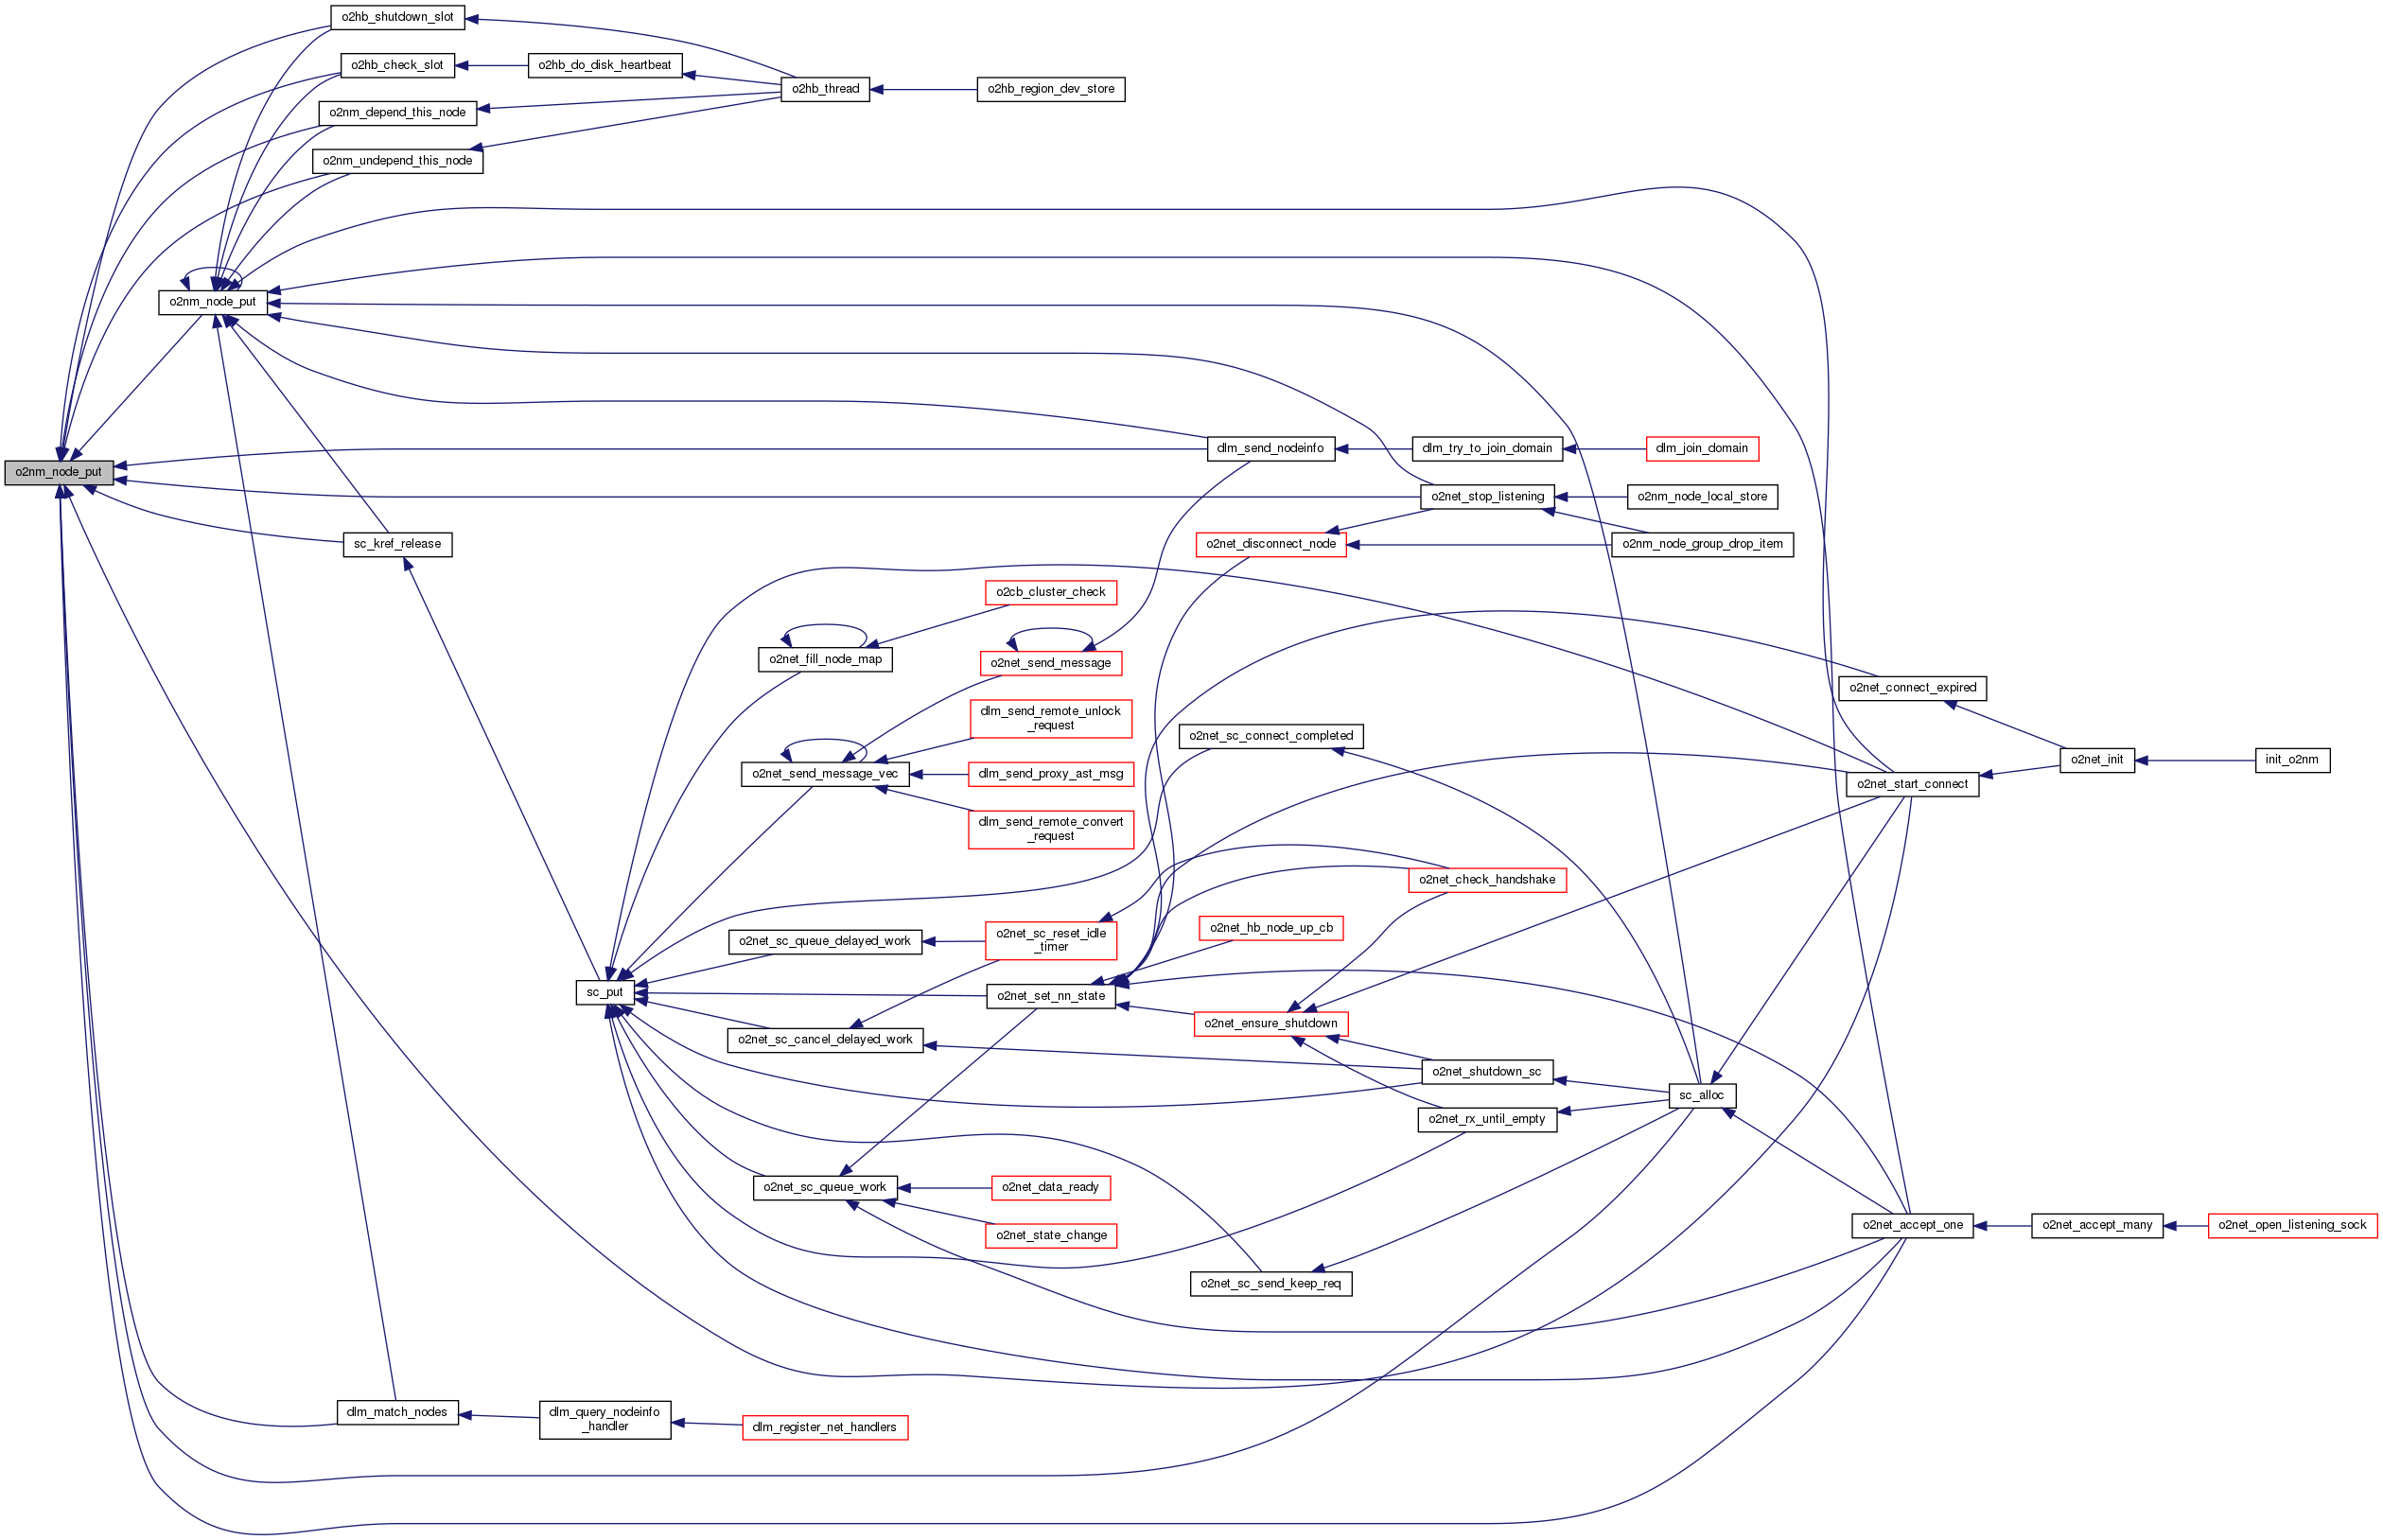 o2hb_shutdown_slot
o2hb_check_slot
o2hb_do_disk_heartbeat
o2hb_thread
o2hb_region_dev_store
o2nm_depend_this_node
o2nm_undepend_this_node
o2nm_node_put
o2nm_node_put
dlm_send_nodeinfo
dlm_try_to_join_domain
dlm_join_domain
o2net_stop_listening
o2nm_node_local_store
sc_kref_release
o2net_disconnect_node
o2nm_node_group_drop_item
o2cb_cluster_check
o2net_fill_node_map
o2net_send_message
o2net_connect_expired
dlm_send_remote_unlock
_request
o2net_sc_connect_completed
o2net_send_message_vec
dlm_send_proxy_ast_msg
o2net_init
init_o2nm
o2net_start_connect
dlm_send_remote_convert
_request
o2net_check_handshake
o2net_sc_queue_delayed_work
o2net_sc_reset_idle
_timer
o2net_hb_node_up_cb
sc_put
o2net_set_nn_state
o2net_sc_cancel_delayed_work
o2net_ensure_shutdown
o2net_shutdown_sc
sc_alloc
o2net_rx_until_empty
o2net_sc_queue_work
o2net_data_ready
o2net_state_change
o2net_accept_one
o2net_accept_many
o2net_open_listening_sock
o2net_sc_send_keep_req
dlm_match_nodes
dlm_query_nodeinfo
_handler
dlm_register_net_handlers